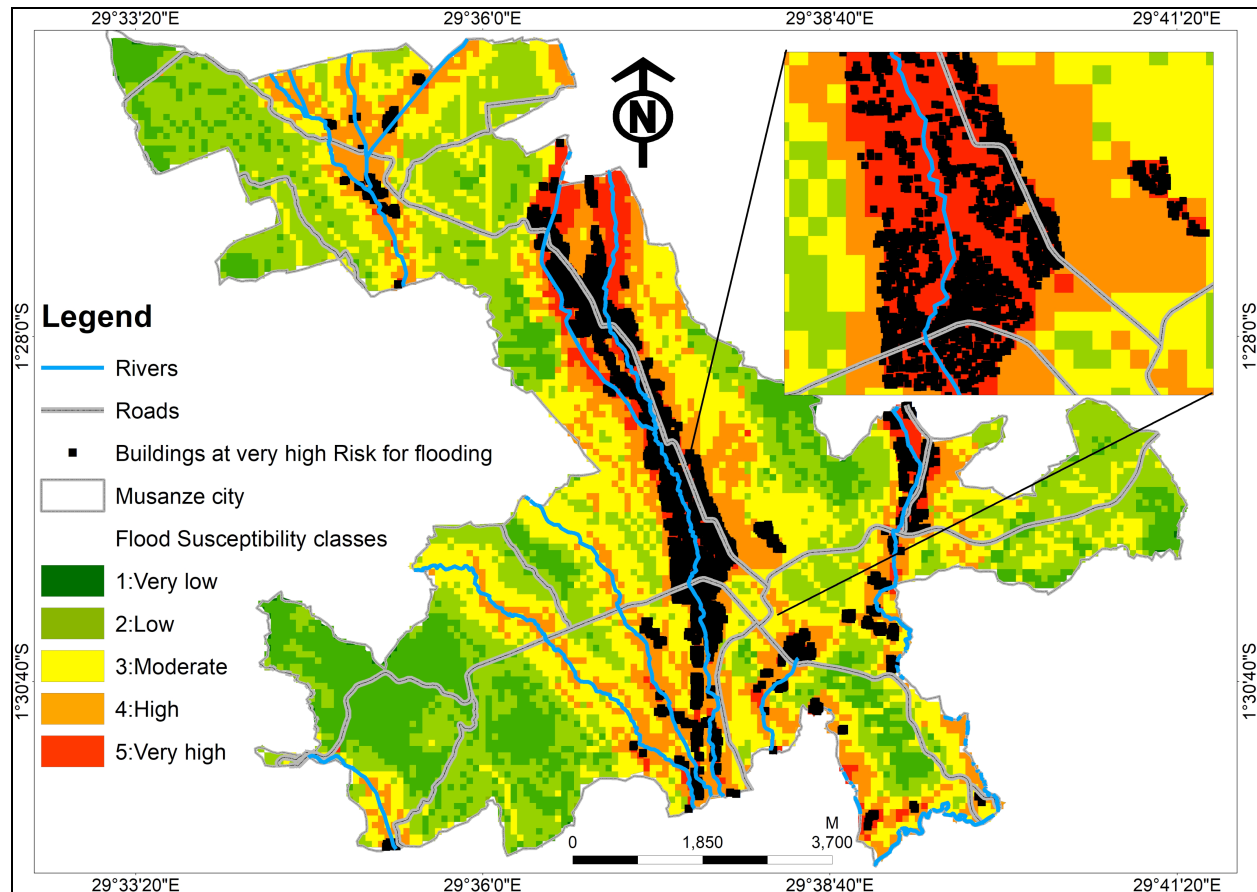 29°33'20"E 29°36'0"E 29°38'40"E 29°41'20"E
N
1°28'0"S 1°28'0"S
Legend
Rivers
Roads
Buildings at very high Risk for flooding
Musanze city
Flood Susceptibility classes
1:Very low
2:Low
3:Moderate
4:High
5:Very high
1°30'40"S 1°30'40"S
M
0 1,850 3,700
29°33'20"E 29°36'0"E 29°38'40"E 29°41'20"E